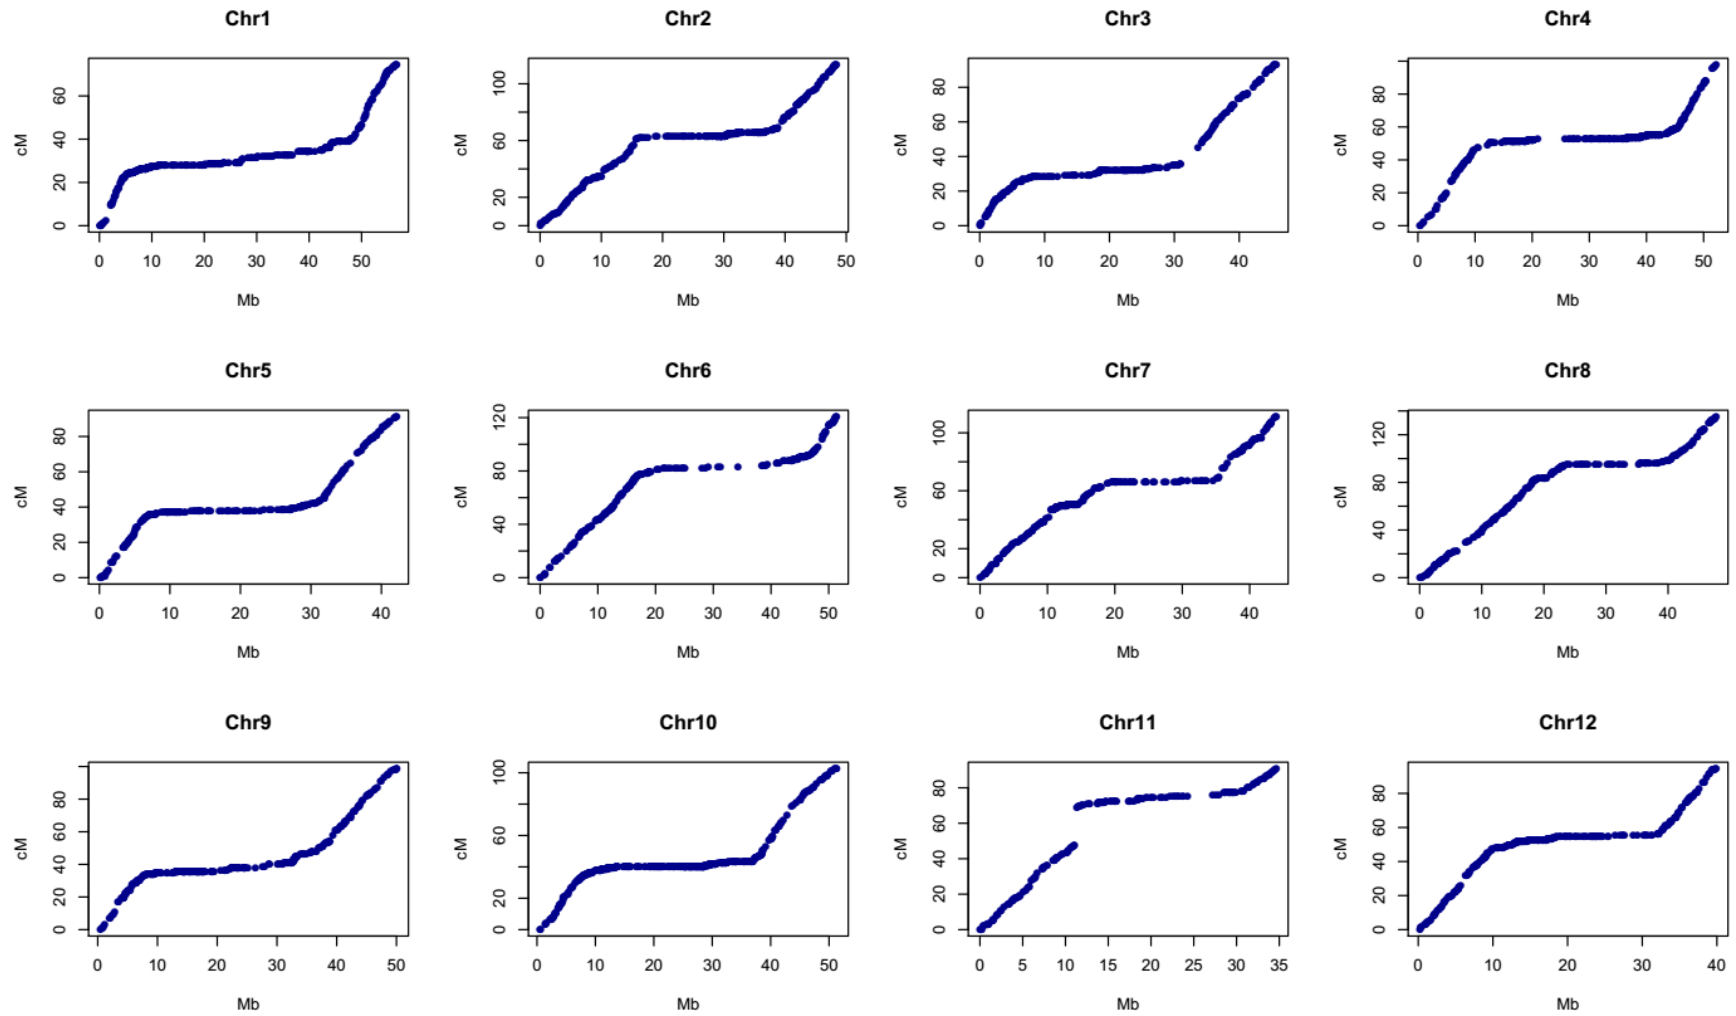 Chr1 Chr2 Chr3 Chr4
cM 0 20 40 60
0 10 20 30 40 50
Mb
cM 0 20 60 100
0 10 20 30 40 50
Mb
cM 0 20 40 60 80
0 10 20 30 40
Mb
cM 0 20 40 60 80
0 10 20 30 40 50
Mb
Chr5 Chr6 Chr7 Chr8
cM 0 20 40 60 80
0 10 20 30 40
Mb
cM 0 40 80 120
0 10 20 30 40 50
Mb
cM 0 20 60 100
0 10 20 30 40
Mb
cM 0 40 80 120
0 10 20 30 40
Mb
Chr9 Chr10 Chr11 Chr12
cM 0 20 40 60 80
0 10 20 30 40 50
Mb
cM 0 20 60 100
0 10 20 30 40 50
Mb
cM 0 20 40 60 80
0 5 10 15 20 25 30 35
Mb
cM 0 20 40 60 80
0 10 20 30 40
Mb